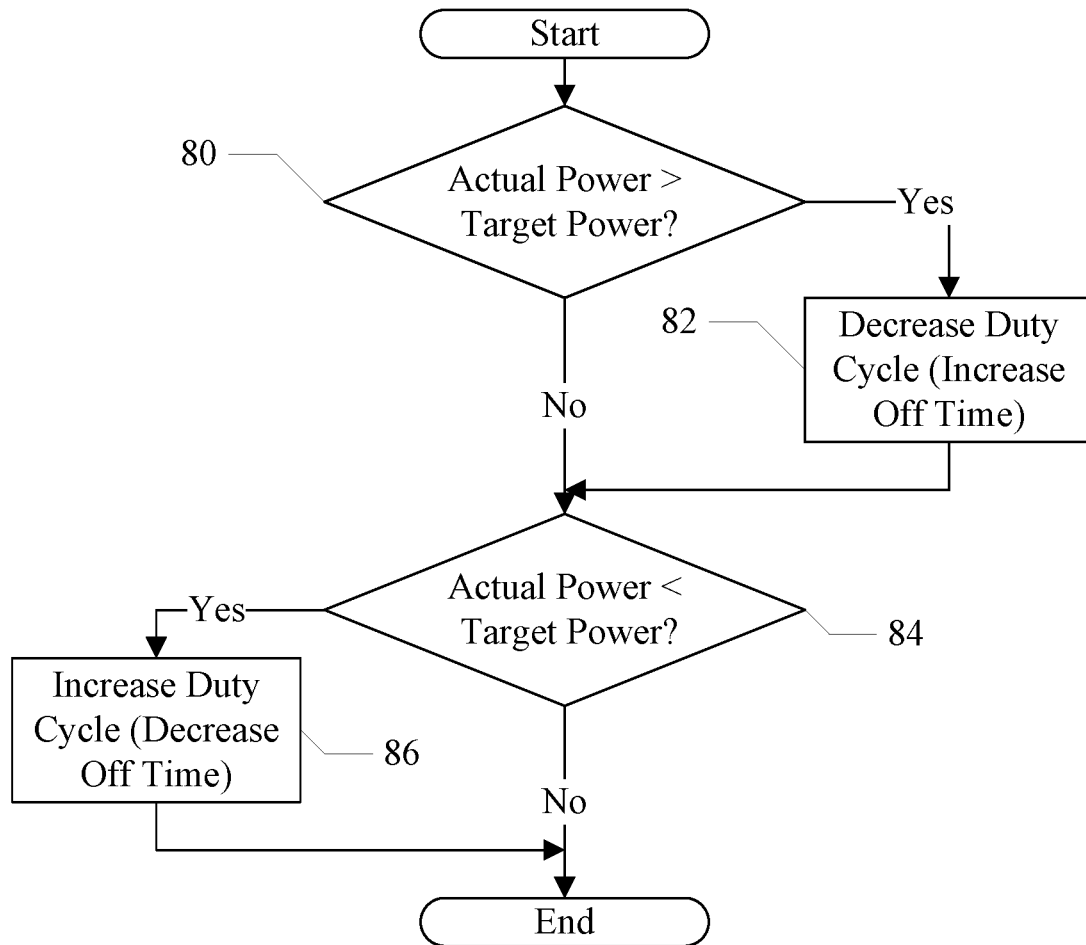 Start
80
Actual Power >
Target Power?
Yes
82
Decrease Duty
Cycle (Increase
Off Time)
No
Actual Power <
Target Power?
Yes
84
Increase Duty
Cycle (Decrease
Off Time)
86
No
End